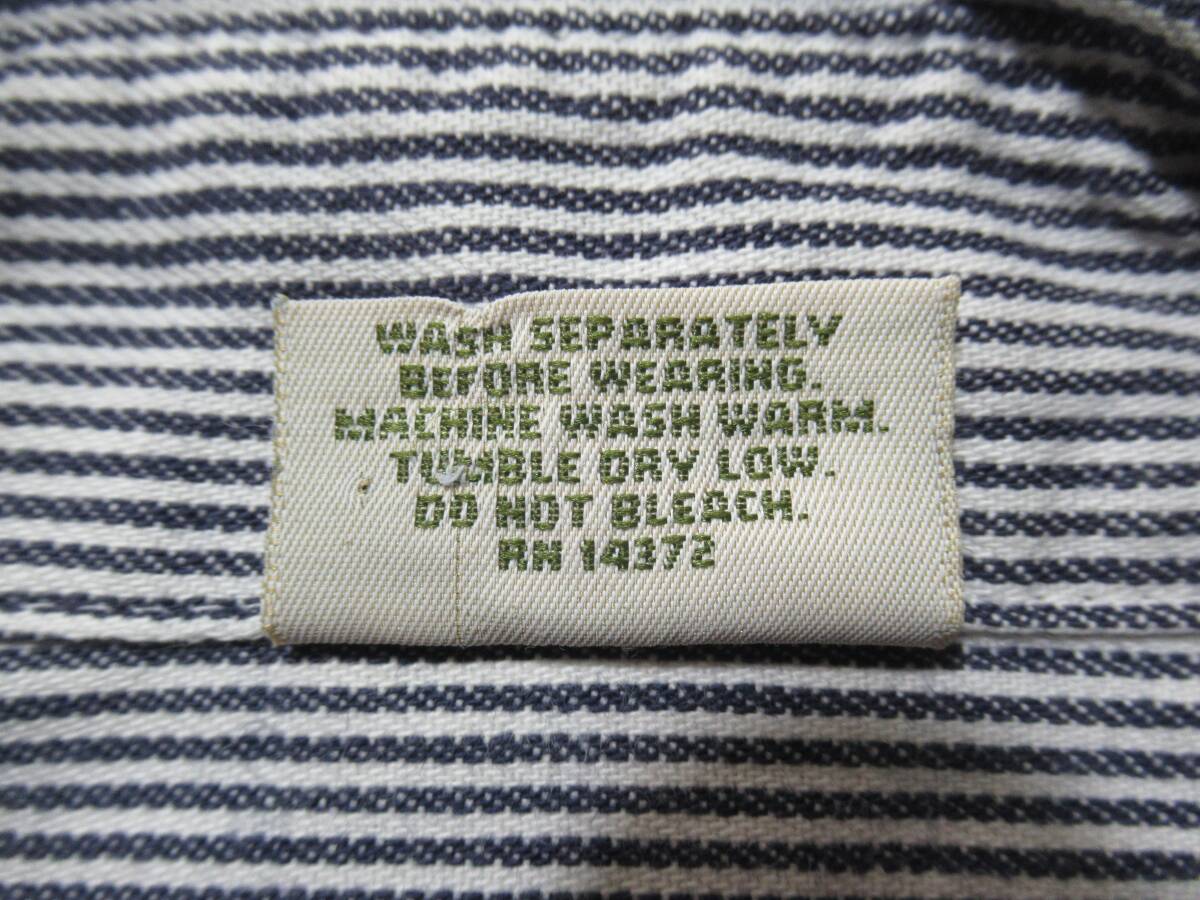 WASH SEPARATELY
BEFORE WEARING.
MACHINE WASH WARM.
TUMBLE DRY LOW.
DO NOT BLEACH.
RN 14372